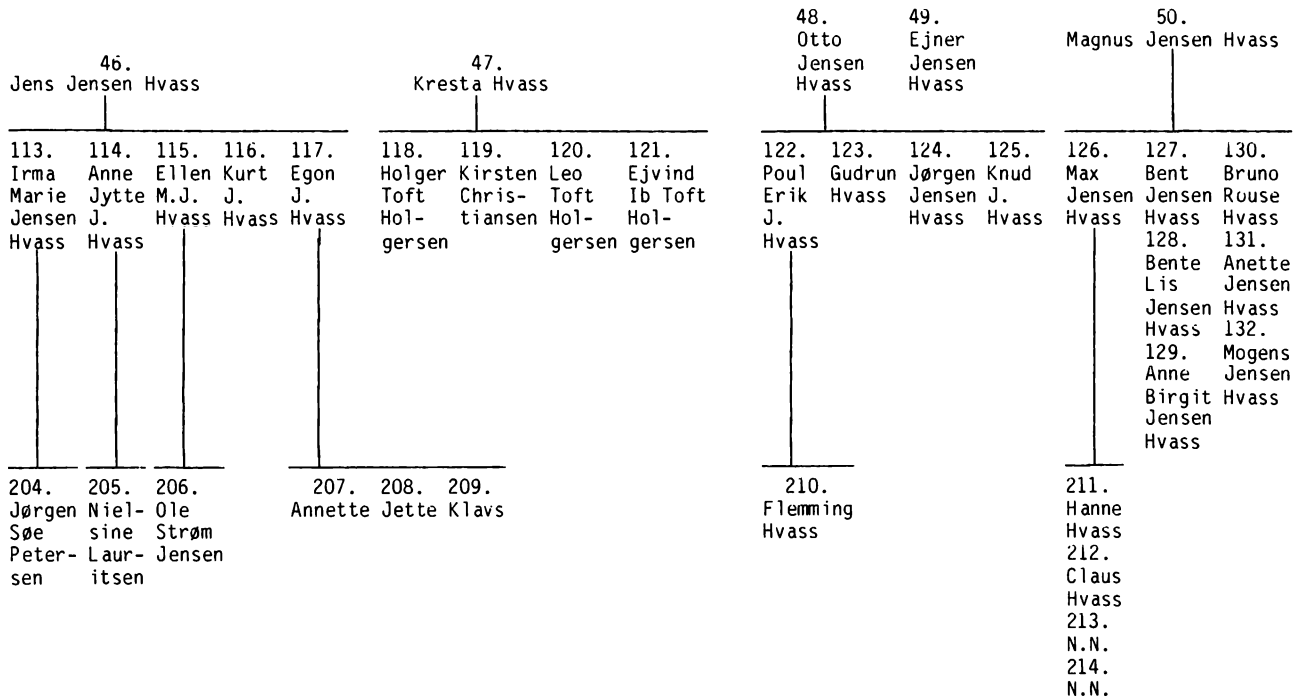 46.
Jens Jensen Hvass
47.
Kresta Hvass
48.
Otto
Jensen
Hvass
49.
Ejner
Jensen
Hvass
50.
Magnus Jensen Hvass
113.
Irma
Marie
Jensen
Hvass
114.
Anne
Jytte
J.
Hvass
115.
Ellen
M.J.
Hvass
116.
Kurt
J.
Hvass
117.
Egon
J.
Hvass
118.
Holger
Toft
Hol-
gersen
119.
Kirsten
Chris-
tiansen
120.
Leo
Toft
Hol-
gersen
121.
Ejvind
Ib Toft
Hol-
gersen
122.
Poul
Erik
J.
Hvass
123.
Gudrun
Hvass
124.
Jørgen
Jensen
Hvass
125.
Knud
J.
Hvass
126.
Max
Jensen
Hvass
127.
Bent
Jensen
Hvass
128.
Bente
Lis
Jensen
Hvass
129.
Anne
Birgit
Jensen
Hvass
130.
Bruno
Rouse
Hvass
131.
Anette
Jensen
Hvass
132.
Mogens
Jensen
Hvass
204.
Jørgen
Søe
Peter-
sen
205.
Niel-
sine
Laur-
itsen
206.
Ole
Strøm
Jensen
207.
Annette
208.
Jette
209.
Klavs
210.
Flemming
Hvass
211.
Hanne
Hvass
212.
Claus
Hvass
213.
N.N.
214.
N.N.